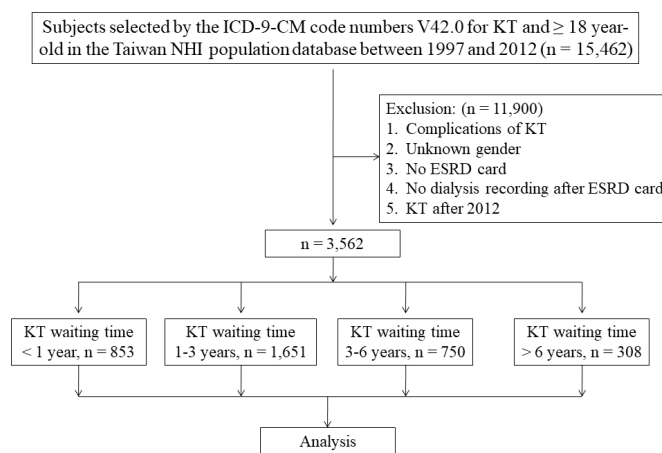 Subjects selected by the ICD-9-CM code numbers V42.0 for KT and ≥ 18 year-
old in the Taiwan NHI population database between 1997 and 2012 (n = 15,462)
Exclusion: (n = 11,900)
1. Complications of KT
2. Unknown gender
3. No ESRD card
4. No dialysis recording after ESRD card
5. KT after 2012
n = 3,562
KT waiting time
< 1 year, n = 853
KT waiting time
1-3 years, n = 1,651
KT waiting time
3-6 years, n = 750
KT waiting time
> 6 years, n = 308
Analysis